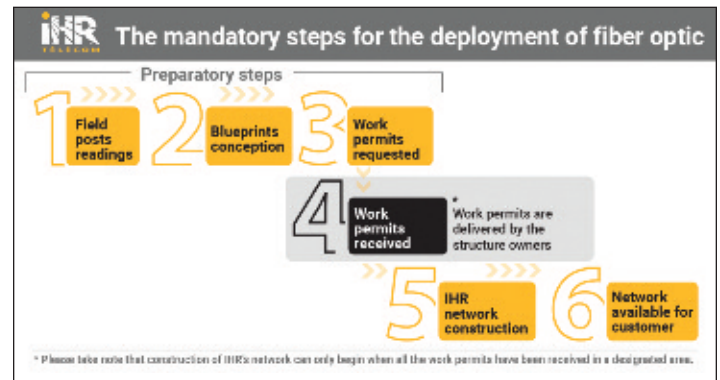 iHR
TELECOM
The mandatory steps for the deployment of fiber optic
Preparatory steps
1
Field
posts
readings
2
Blueprints
conception
3
Work
permits
requested
4
Work
permits
received
*
Work permits are
delivered by the
structure owners
5
IHR
network
construction
6
Network
available for
customer
* Please take note that construction of IHR's network can only begin when all the work permits have been received in a designated area.